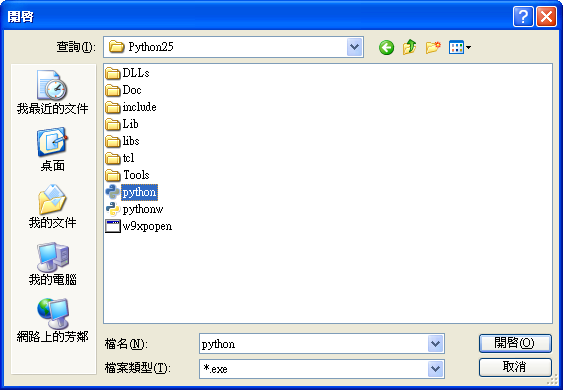 開啓
查詢(I):
Python25
我最近的文件
桌面
我的文件
我的電腦
網路上的芳鄰
DLLs
Doc
include
Lib
libs
tcl
Tools
python
pythonw
w9xpopen
檔名(N):
python
開啓(O)
檔案類型(T):
*.exe
取消